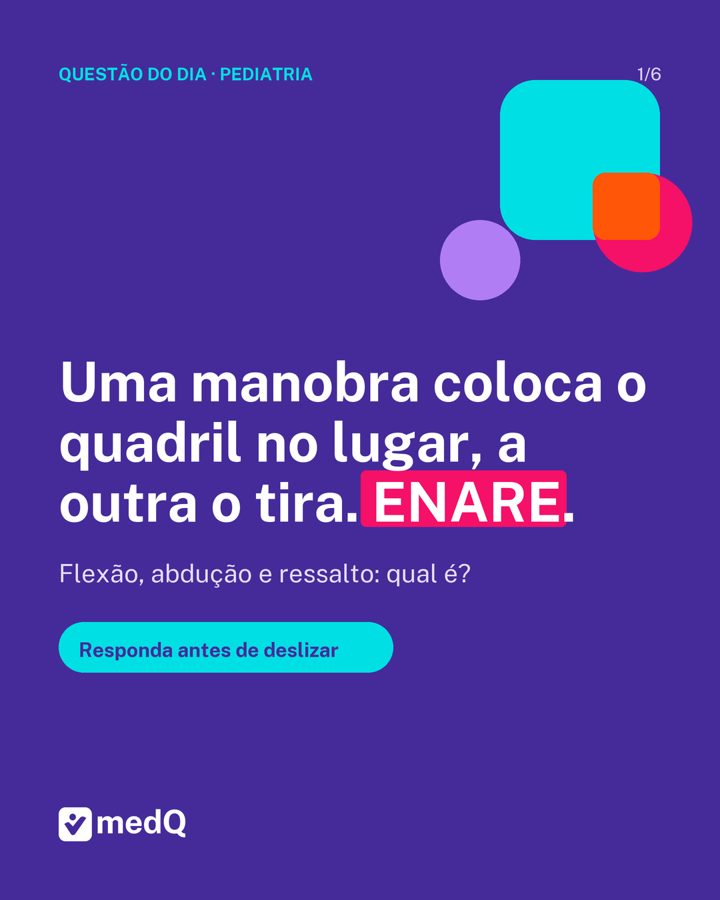 QUESTÃO DO DIA · PEDIATRIA
1/6
Uma manobra coloca o
quadril no lugar, a
outra o tira. ENARE.
Flexão, abdução e ressalto: qual é?
Responda antes de deslizar
medQ